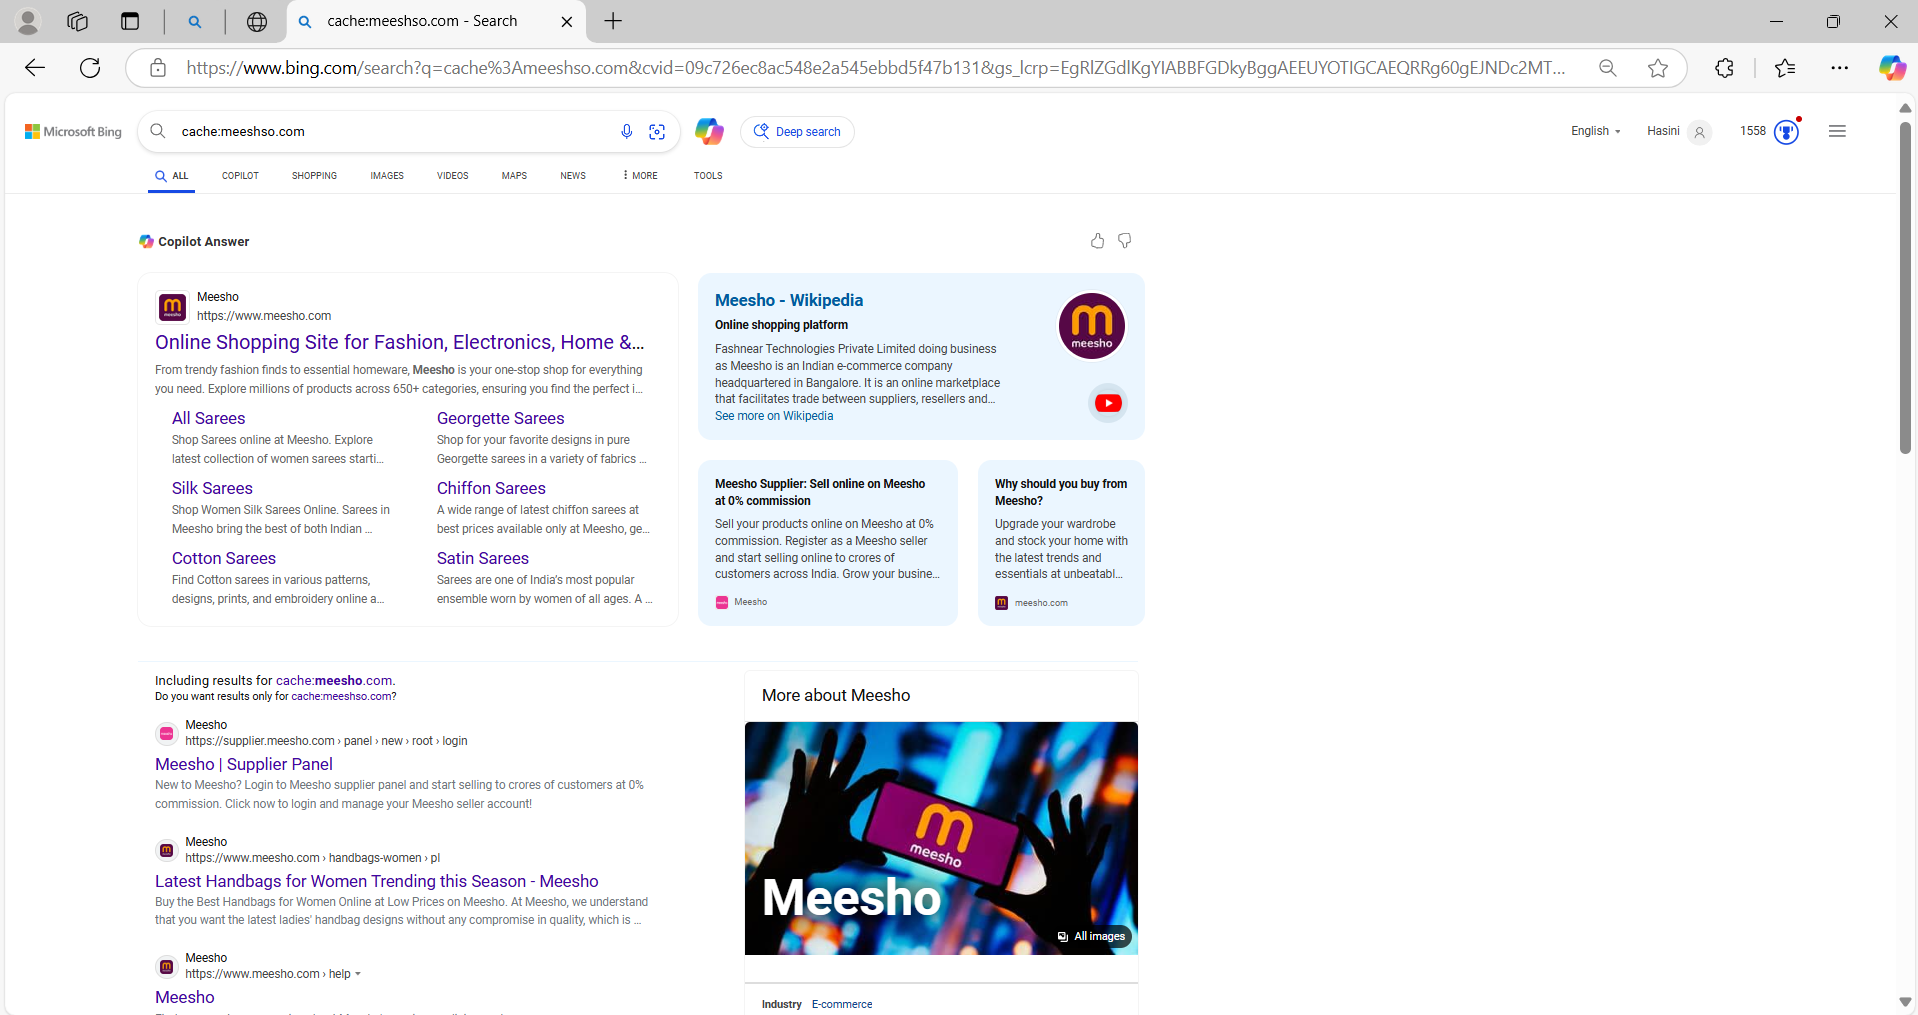 cache:meeshso.com - Search
https://www.bing.com/search?q=cache%3Ameeshso.com&cvid=09c726ec8ac548e2a545ebbd5f47b131&gs_lcrp=EgRlZGdlKgYIABBFGDkyBggAEEUYOTIGCAEQRRg60gEJNDc2MT...
Microsoft Bing
cache:meeshso.com
Deep search
English
Hasini
1558
ALL
COPILOT
SHOPPING
IMAGES
VIDEOS
MAPS
NEWS
MORE
TOOLS
Copilot Answer
Meesho
https://www.meesho.com
Online Shopping Site for Fashion, Electronics, Home &...
From trendy fashion finds to essential homeware, Meesho is your one-stop shop for everything
you need. Explore millions of products across 650+ categories, ensuring you find the perfect i...
All Sarees
Shop Sarees online at Meesho. Explore
latest collection of women sarees starti...
Georgette Sarees
Shop for your favorite designs in pure
Georgette sarees in a variety of fabrics ...
Silk Sarees
Shop Women Silk Sarees Online. Sarees in
Meesho bring the best of both Indian ...
Chiffon Sarees
A wide range of latest chiffon sarees at
best prices available only at Meesho, ge...
Cotton Sarees
Find Cotton sarees in various patterns,
designs, prints, and embroidery online a...
Satin Sarees
Sarees are one of India's most popular
ensemble worn by women of all ages. A ...
Meesho - Wikipedia
Online shopping platform
Fashnear Technologies Private Limited doing business
as Meesho is an Indian e-commerce company
headquartered in Bangalore. It is an online marketplace
that facilitates trade between suppliers, resellers and...
See more on Wikipedia
meesho
Meesho Supplier: Sell online on Meesho
at 0% commission
Sell your products online on Meesho at 0%
commission. Register as a Meesho seller
and start selling online to crores of
customers across India. Grow your busine...
Meesho
Why should you buy from
Meesho?
Upgrade your wardrobe
and stock your home with
the latest trends and
essentials at unbeatabl...
meesho.com
Including results for cache:meesho.com.
Do you want results only for cache:meeshso.com?
Meesho
https://supplier.meesho.com › panel › new › root › login
Meesho | Supplier Panel
New to Meesho? Login to Meesho supplier panel and start selling to crores of customers at 0%
commission. Click now to login and manage your Meesho seller account!
Meesho
https://www.meesho.com › handbags-women › pl
Latest Handbags for Women Trending this Season - Meesho
Buy the Best Handbags for Women Online at Low Prices on Meesho. At Meesho, we understand
that you want the latest ladies' handbag designs without any compromise in quality, which is ...
Meesho
https://www.meesho.com › help
Meesho
More about Meesho
meesho
Meesho
All images
Industry E-commerce